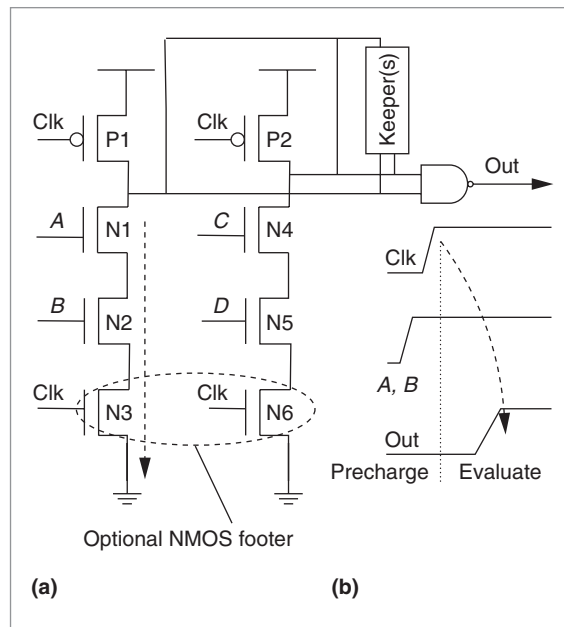 Clk
P1
Clk
P2
Keeper(s)
Out
A
N1
C
N4
B
N2
D
N5
Clk
N3
Clk
N6
Optional NMOS footer
(a)
Clk
A, B
Out
Precharge
Evaluate
(b)